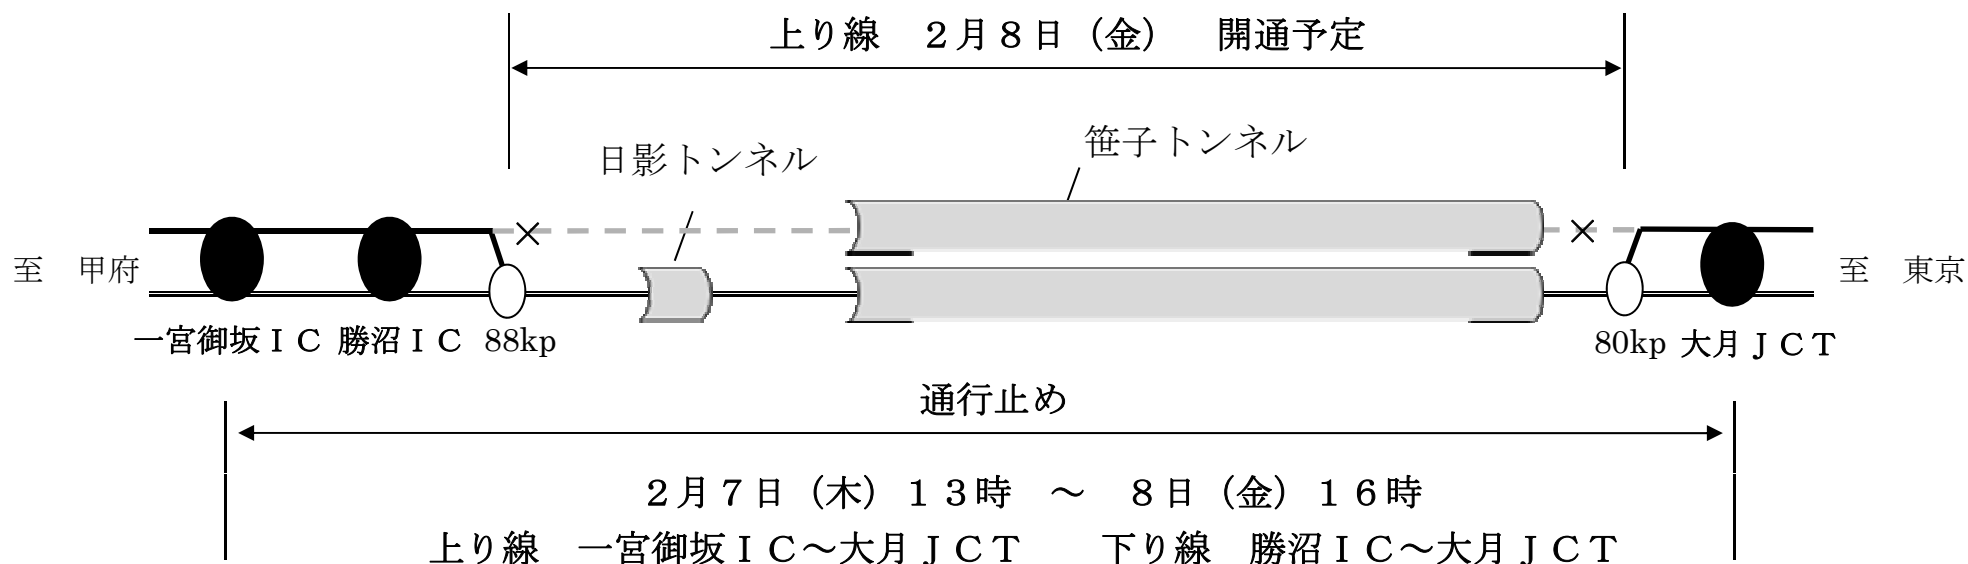 上り線　２月８日（金）　開通予定
日影トンネル
笹子トンネル
至　甲府
至　東京
一宮御坂ＩＣ
勝沼ＩＣ
88kp
80kp
大月ＪＣＴ
通行止め
２月７日（木）１３時　～　８日（金）１６時
上り線　一宮御坂ＩＣ～大月ＪＣＴ　　下り線　勝沼ＩＣ～大月ＪＣＴ